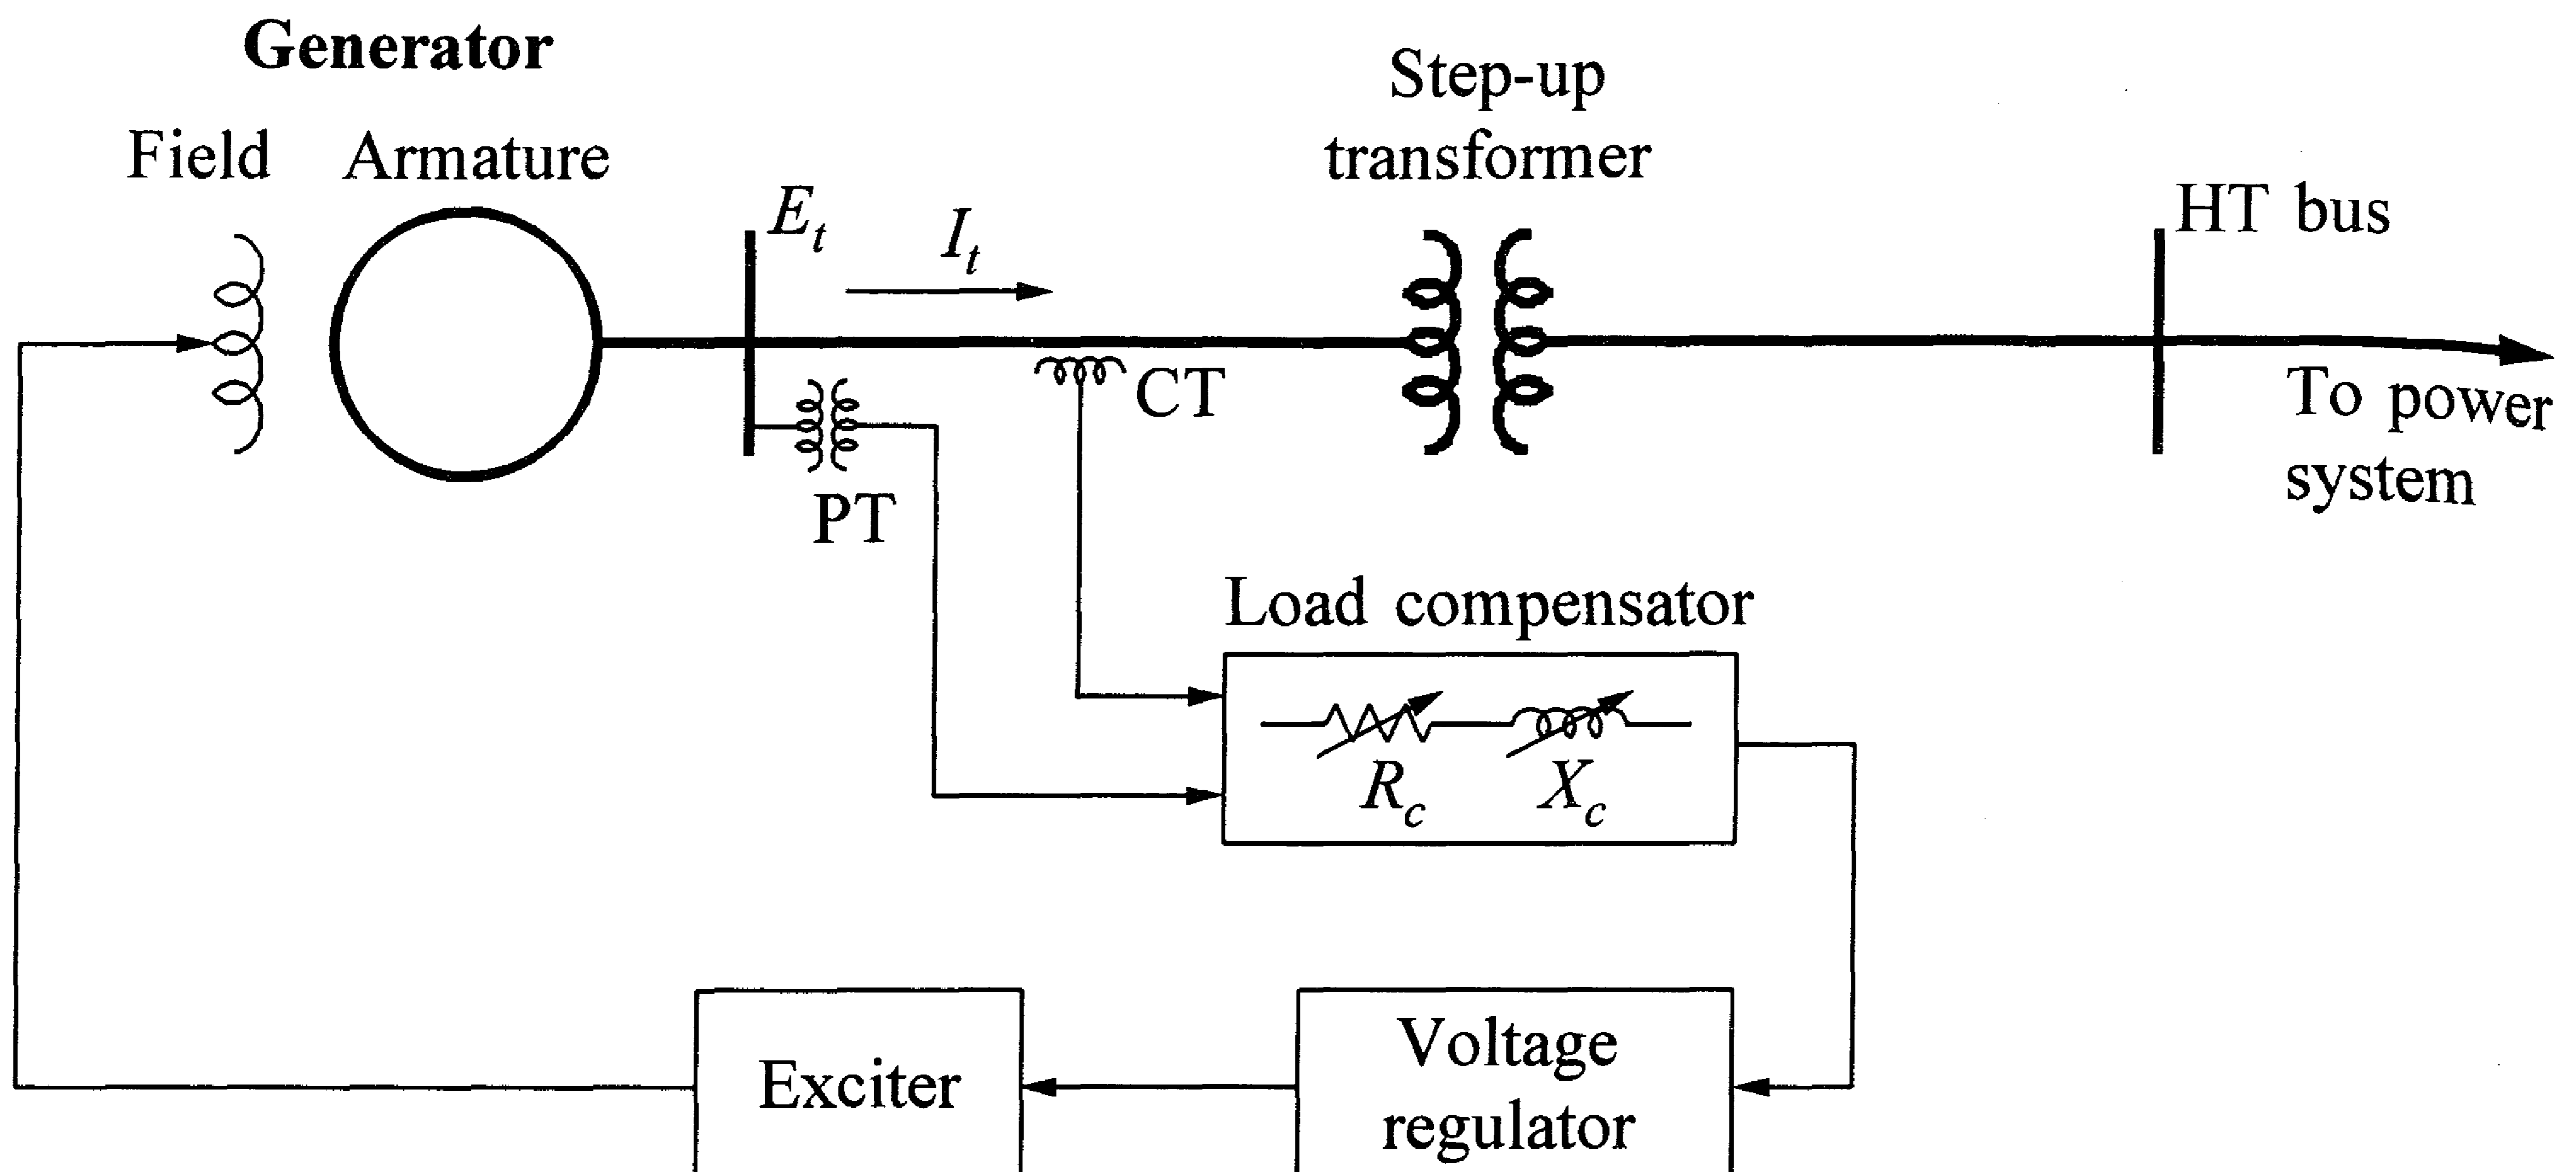 Generator
Field Armature
E_t
I_t
Step-up
transformer
HT bus
CT
PT
To power
system
Load compensator
R_c X_c
Exciter
Voltage
regulator